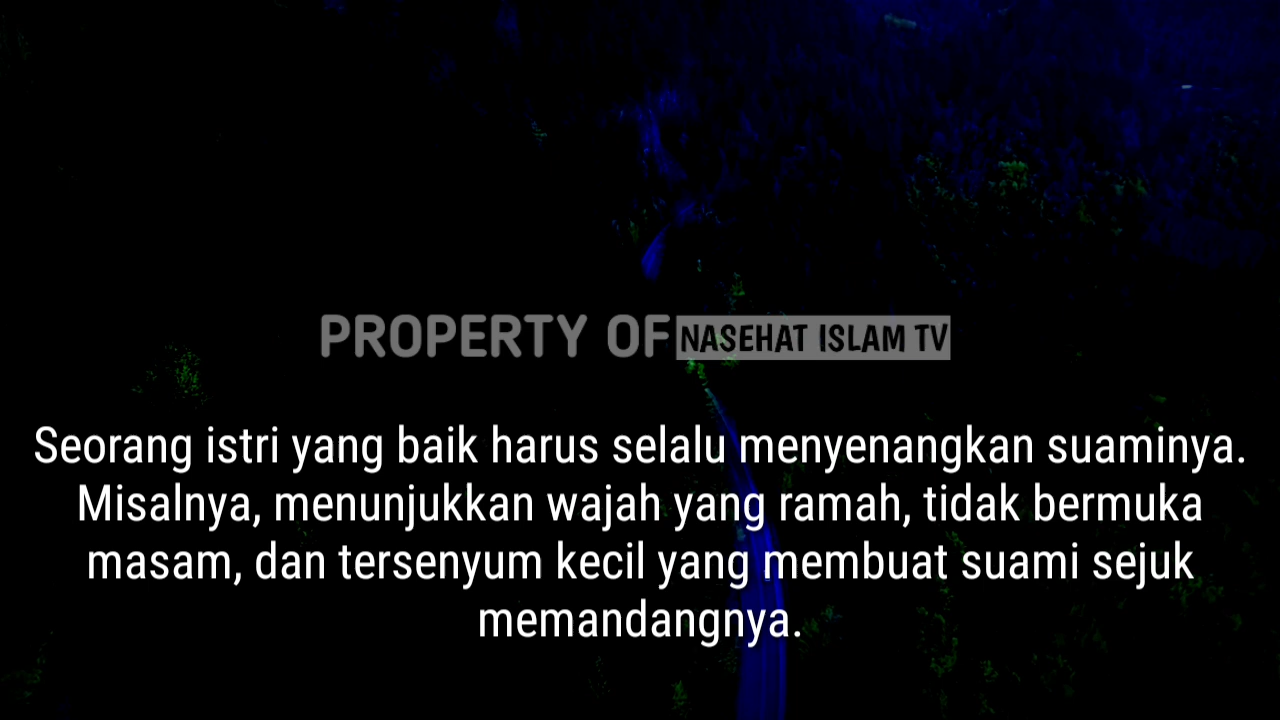 PROPERTY OF NASEHAT ISLAM TV
Seorang istri yang baik harus selalu menyenangkan suaminya.
Misalnya, menunjukkan wajah yang ramah, tidak bermuka
masam, dan tersenyum kecil yang membuat suami sejuk
memandangnya.